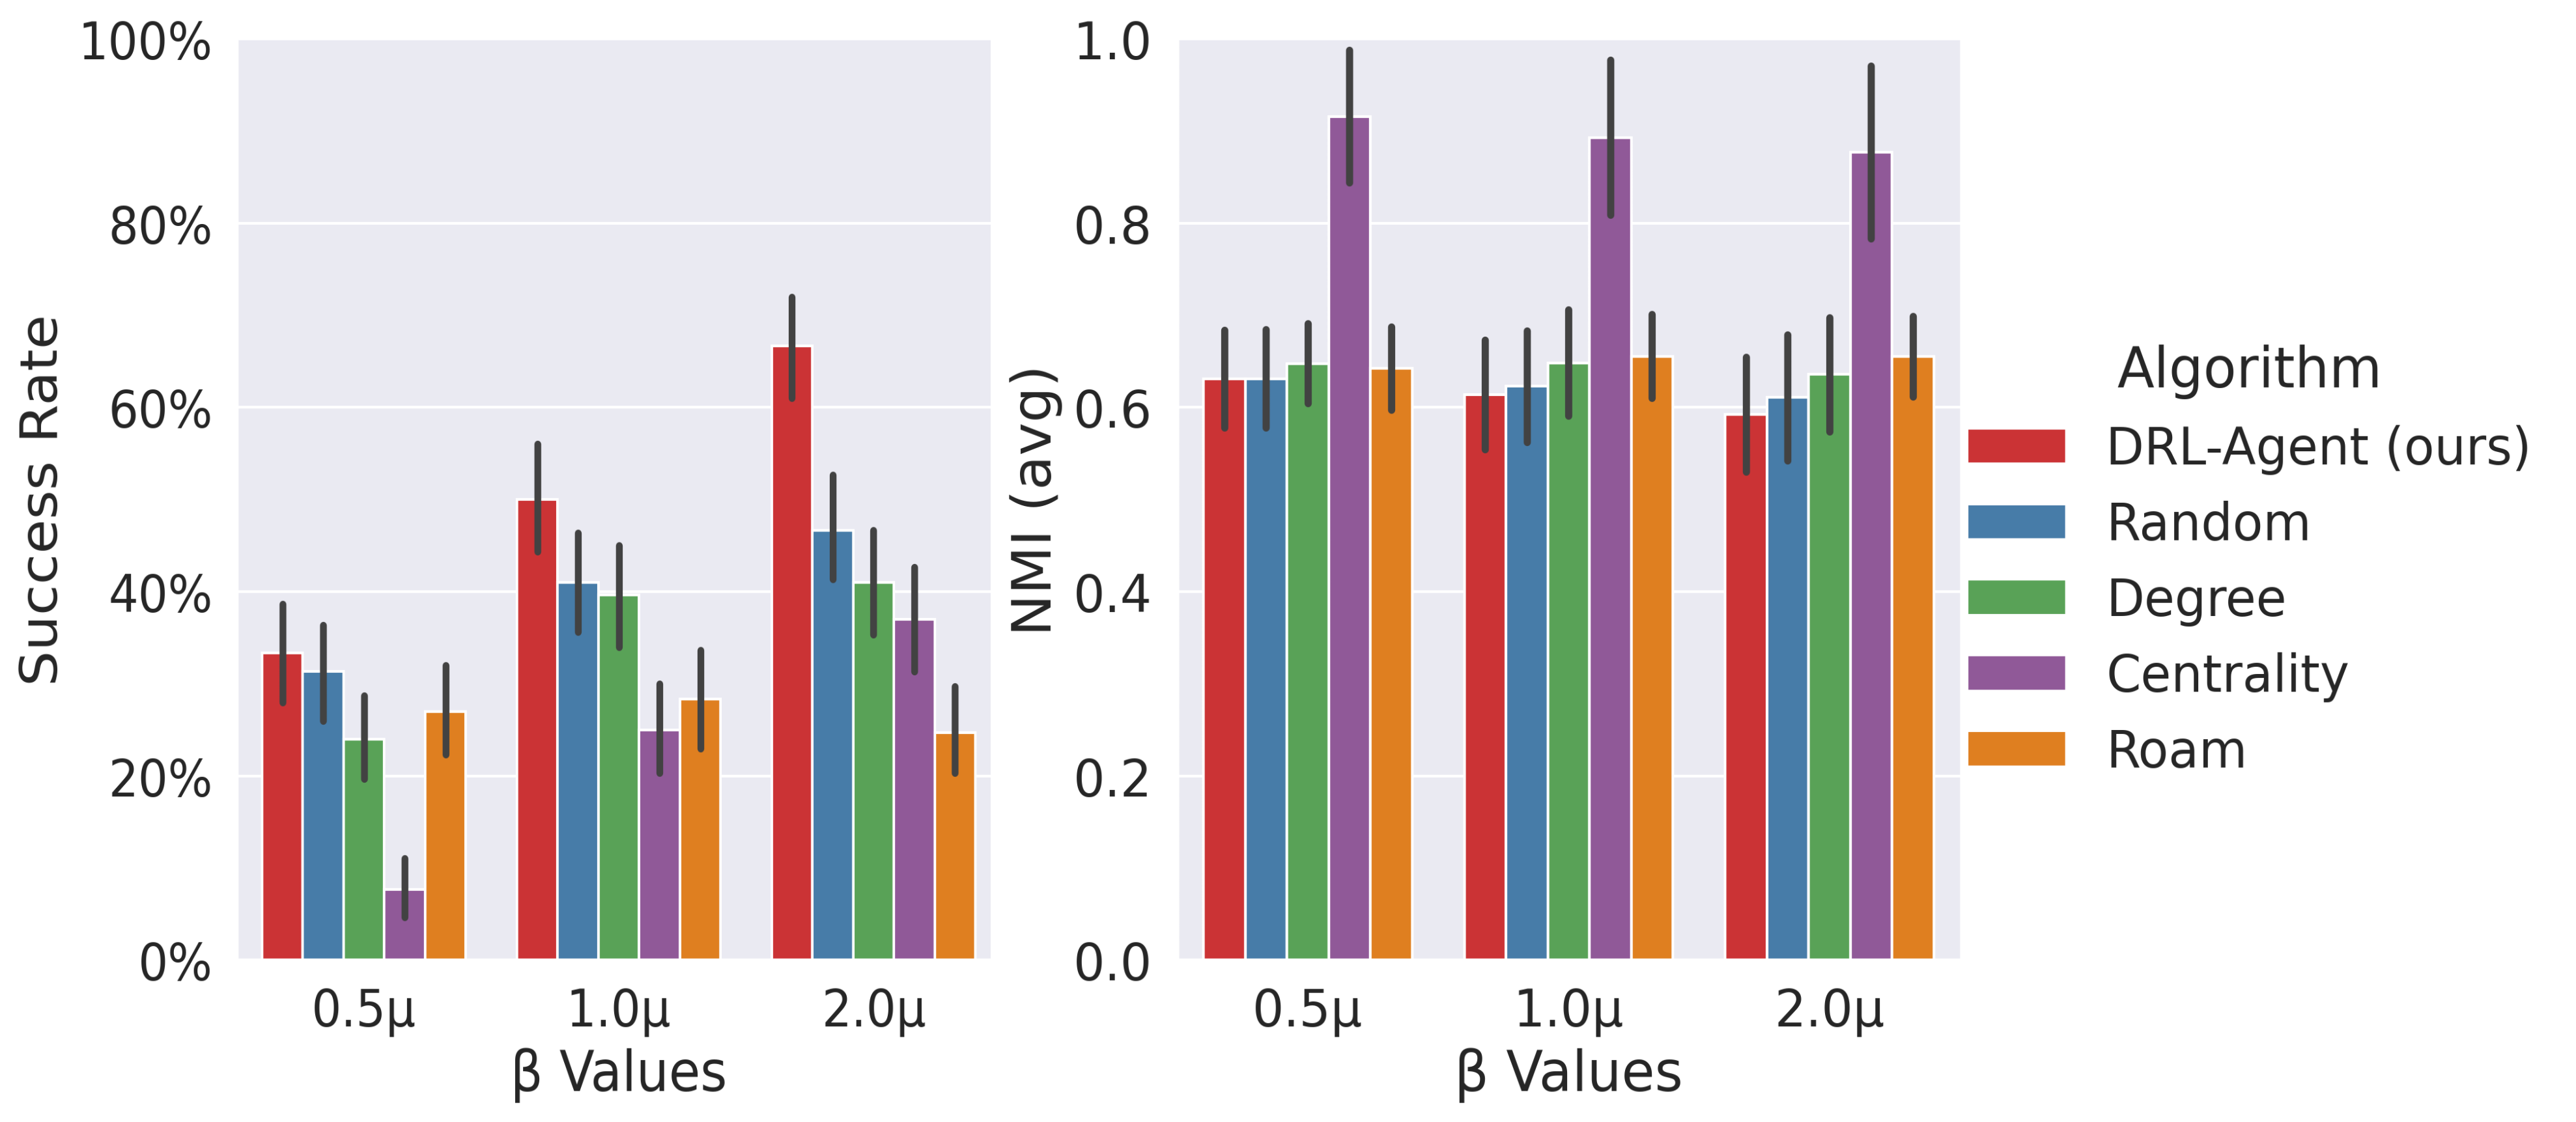 Success Rate
100%
80%
60%
40%
20%
0%
0.5μ 1.0μ 2.0μ
β Values
NMI (avg)
1.0
0.8
0.6
0.4
0.2
0.0
0.5μ 1.0μ 2.0μ
β Values
Algorithm
DRL-Agent (ours)
Random
Degree
Centrality
Roam